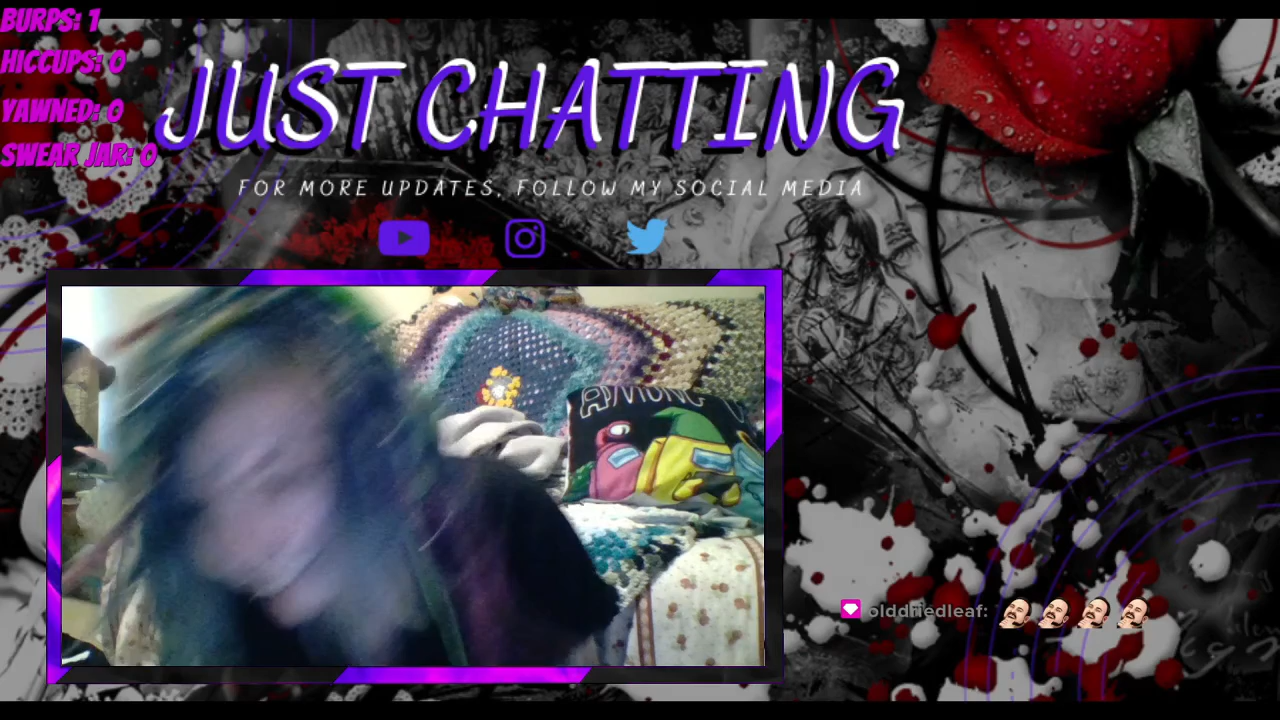 BURPS: 1
HICCUPS: 0
YAWNED: 0
SWEAR JAR: 0
JUST CHATTING
FOR MORE UPDATES, FOLLOW MY SOCIAL MEDIA
AMONG U
olddriedleaf: